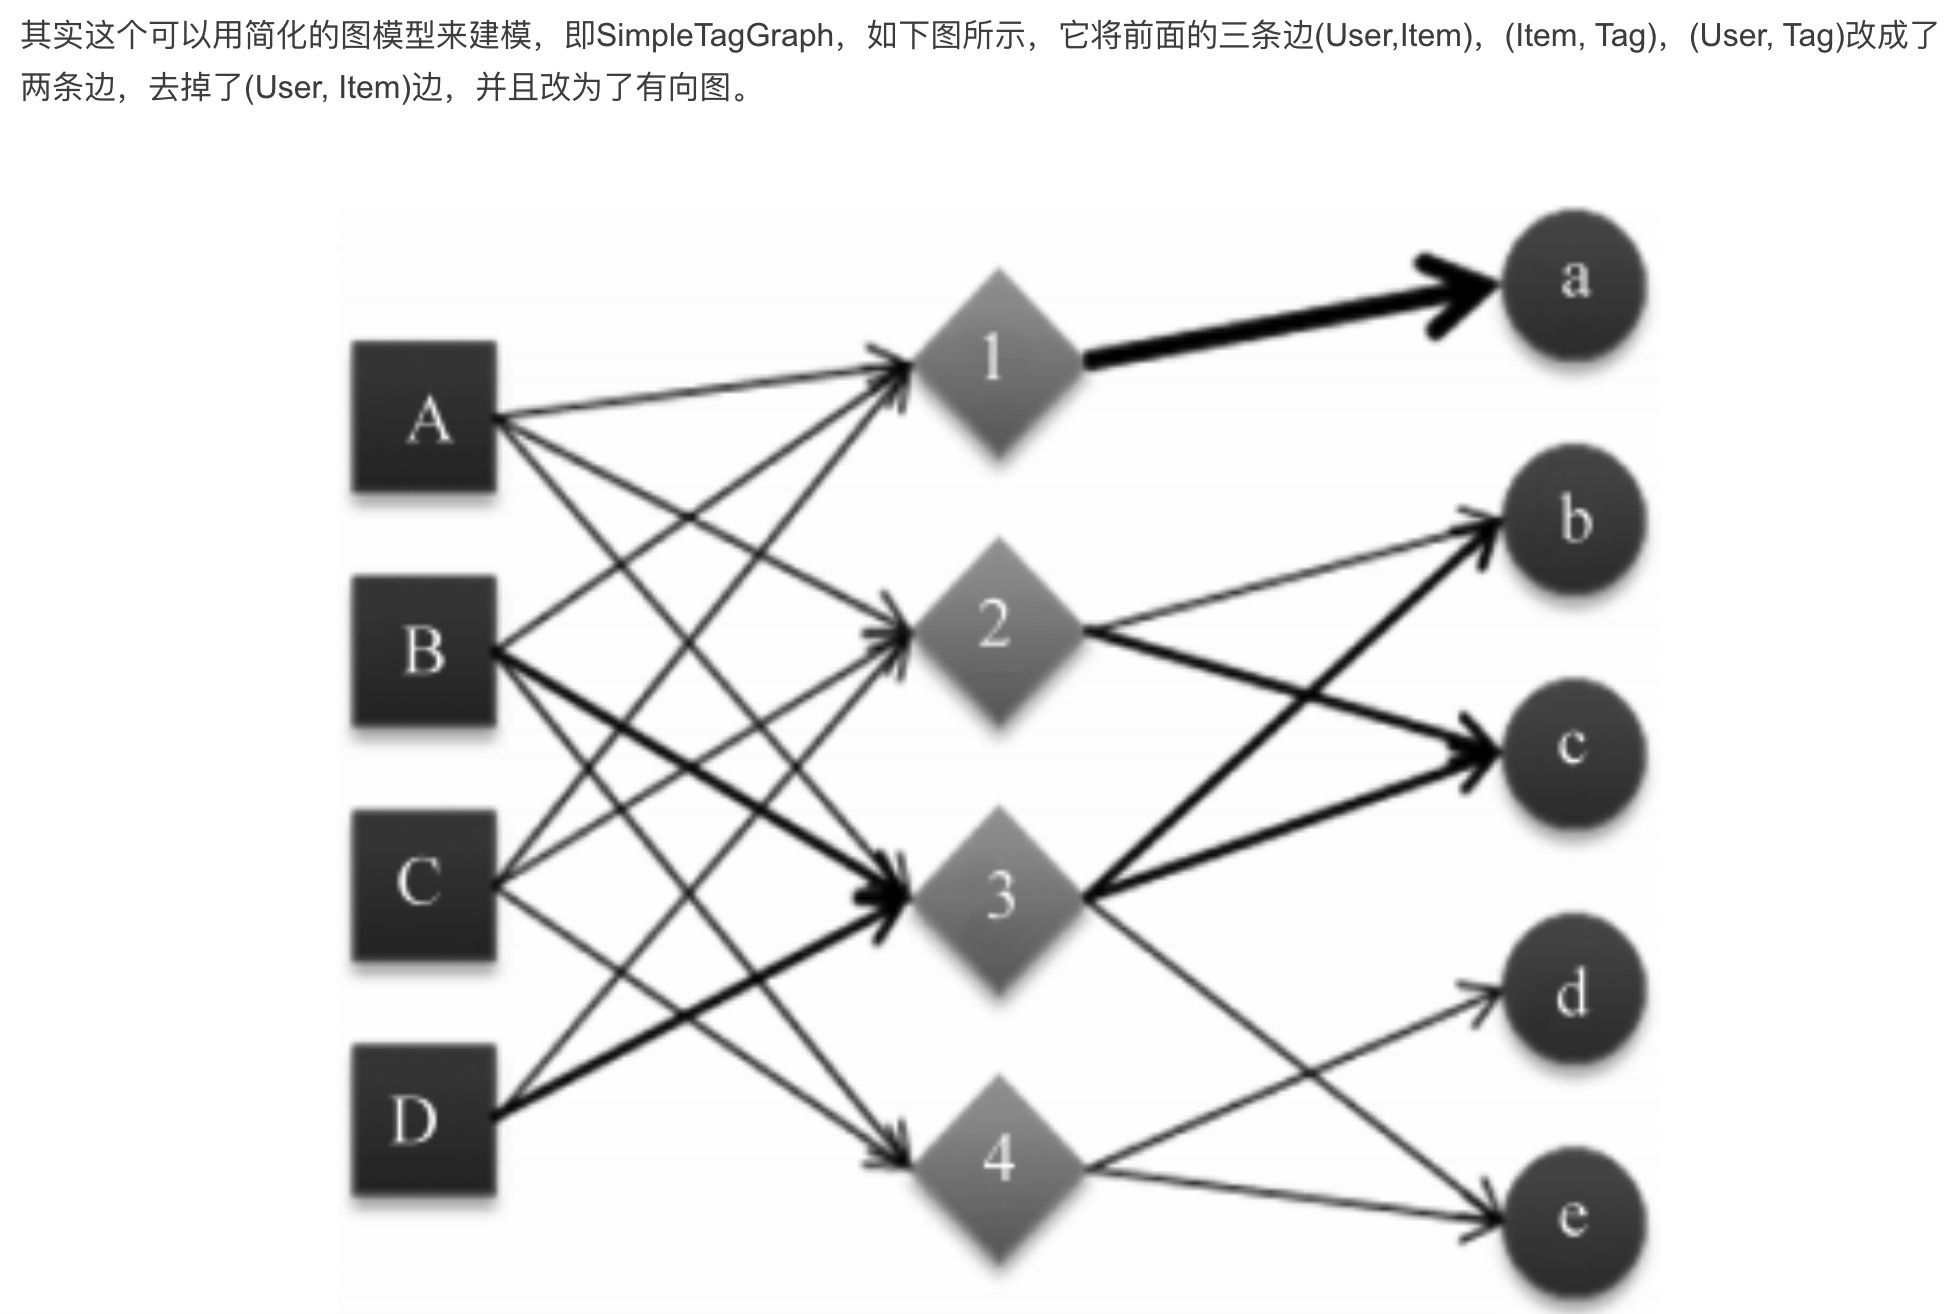 其实这个可以用简化的图模型来建模，即SimpleTagGraph，如下图所示，它将前面的三条边(User,Item)，(Item, Tag)，(User, Tag)改成了
两条边，去掉了(User, Item)边，并且改为了有向图。
a
1
A
b
2
B
c
3
C
d
4
D
e